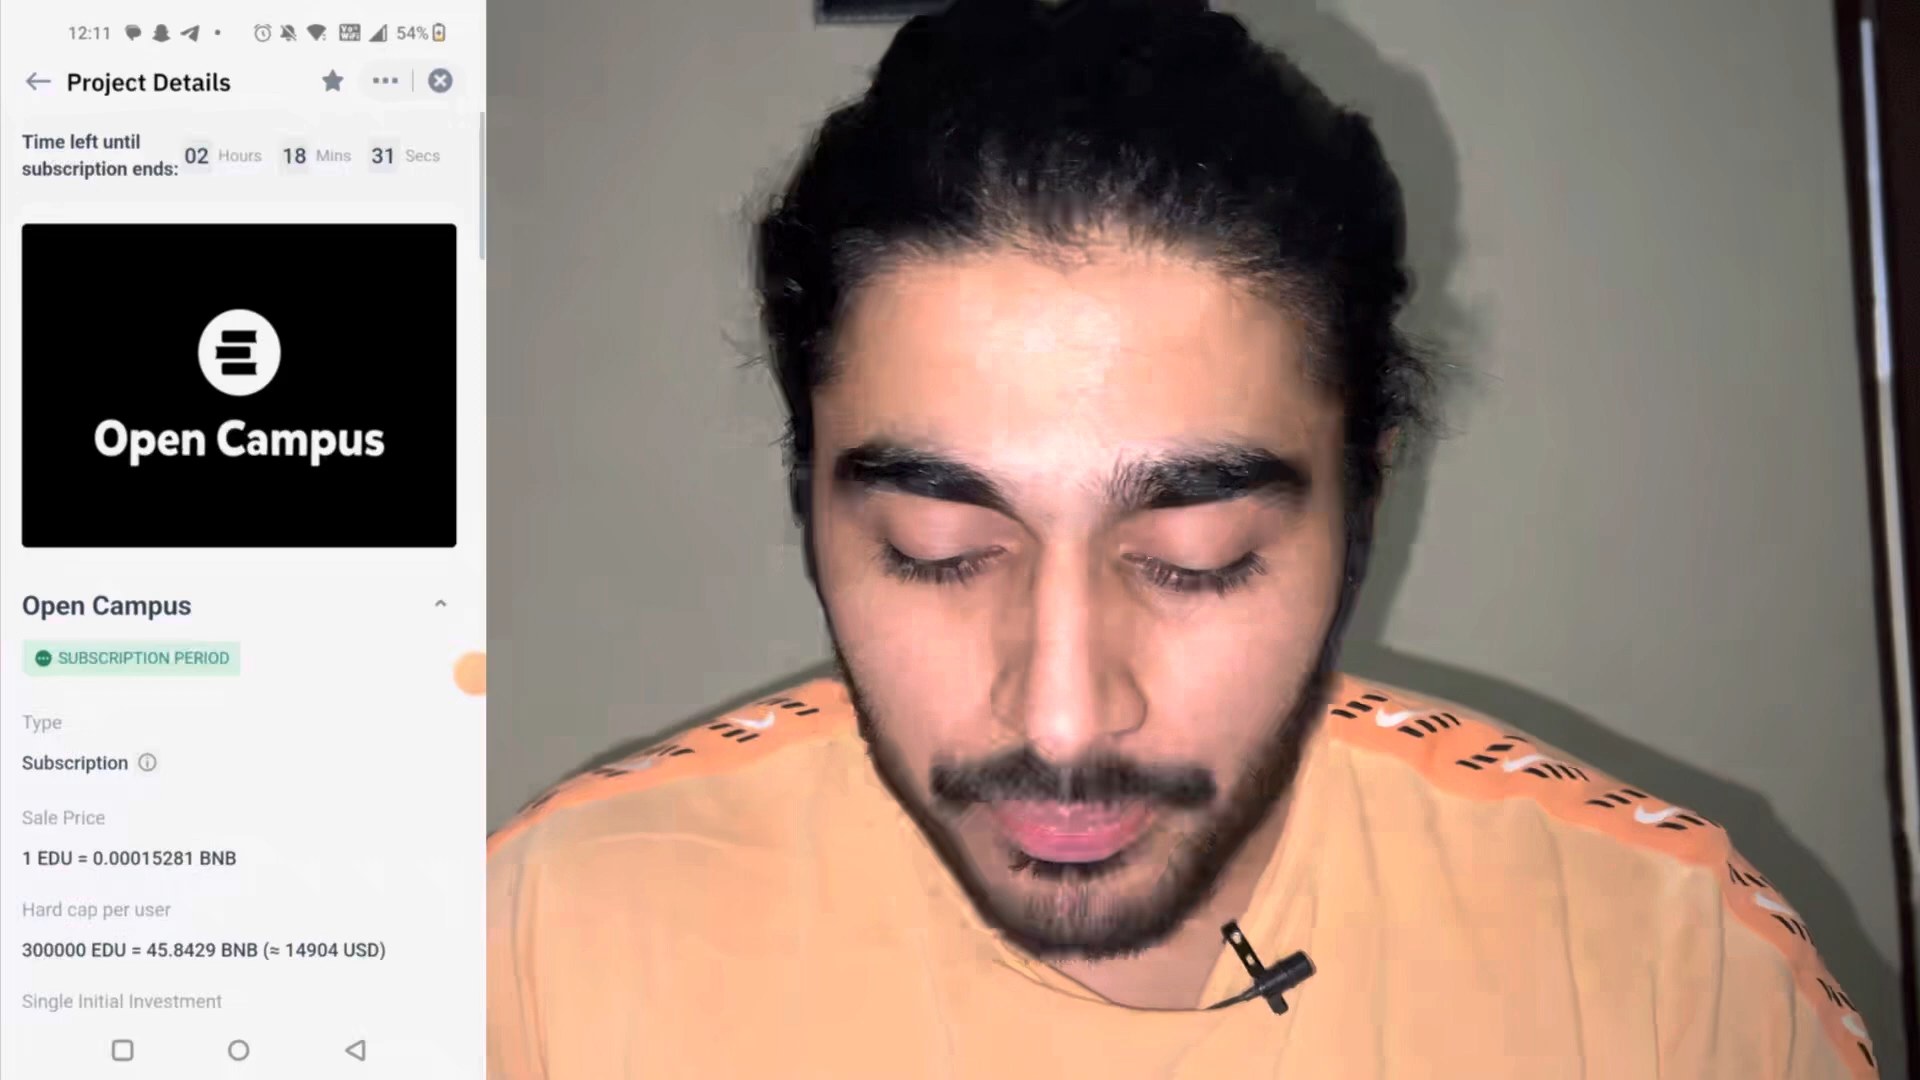 12:11
54%
Project Details
Time left until
subscription ends:
02 Hours 18 Mins 31 Secs
Open Campus
Open Campus
SUBSCRIPTION PERIOD
Type
Subscription
Sale Price
1 EDU = 0.00015281 BNB
Hard cap per user
300000 EDU = 45.8429 BNB (≈ 14904 USD)
Single Initial Investment